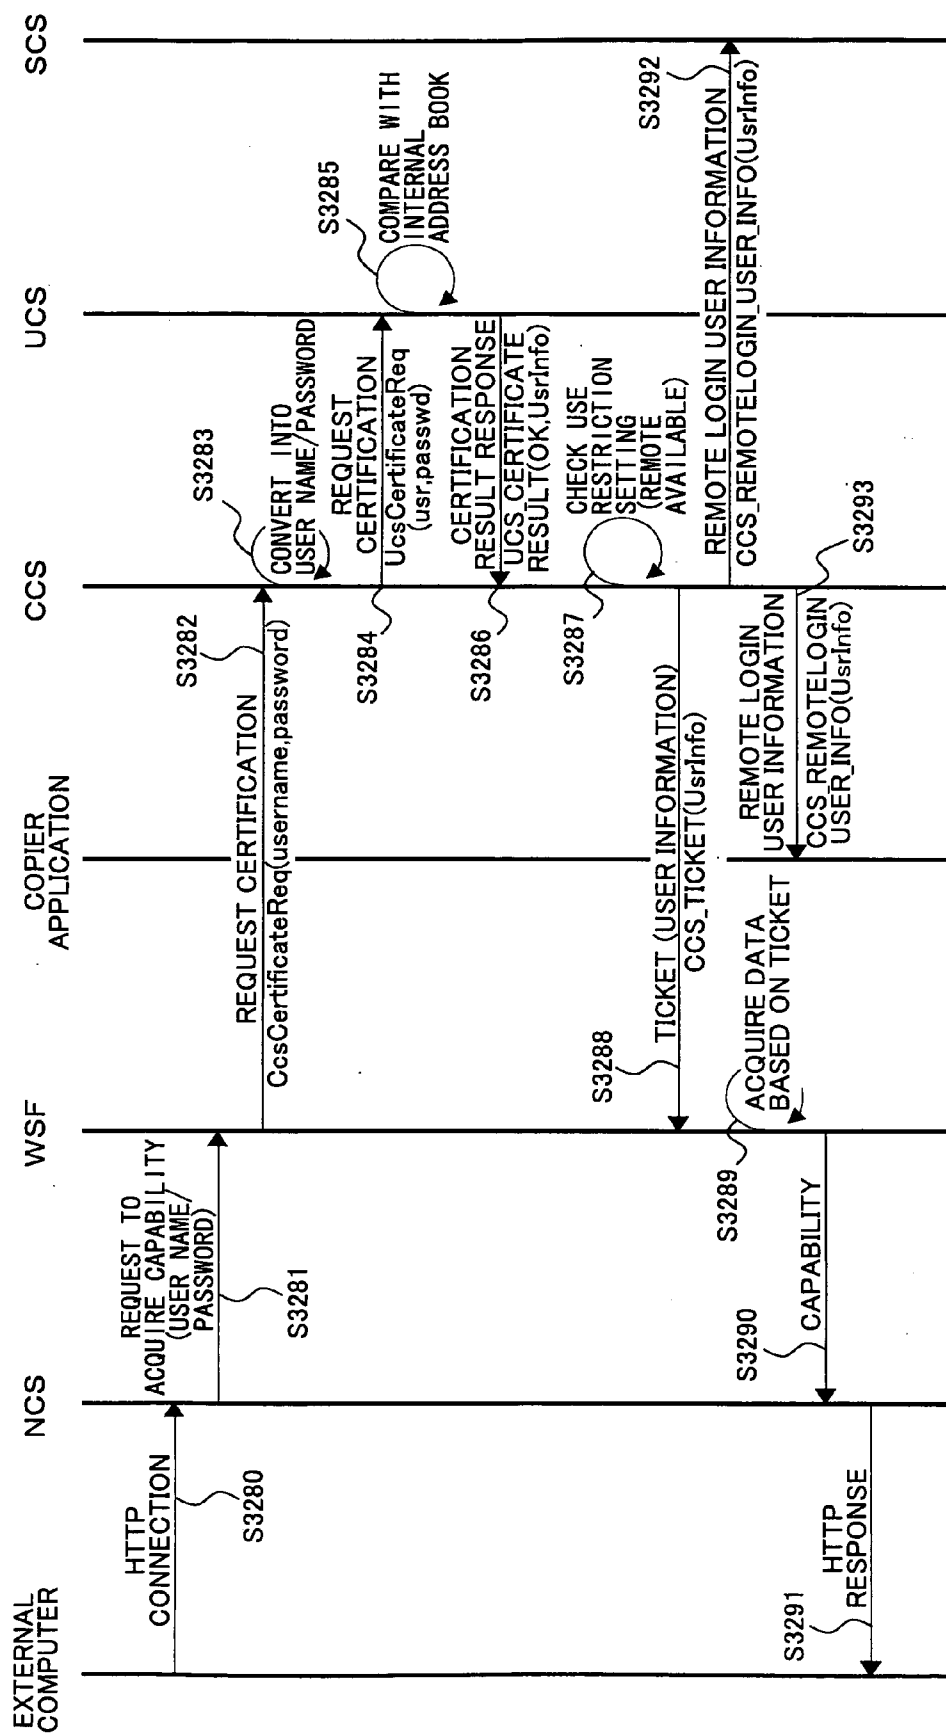 EXTERNAL
COMPUTER
NCS
WSF
COPIER
APPLICATION
CCS
UCS
SCS
HTTP
CONNECTION
S3280
REQUEST TO
ACQUIRE CAPABILITY
(USER NAME/
PASSWORD)
S3281
REQUEST CERTIFICATION
CcsCertificateReq(username,password)
S3282
S3283
CONVERT INTO
USER NAME/PASSWORD
REQUEST
CERTIFICATION
UcsCertificateReq
(usr,passwd)
S3284
S3285
COMPARE WITH
INTERNAL
ADDRESS BOOK
CERTIFICATION
RESULT RESPONSE
UCS_CERTIFICATE
RESULT(OK,UsrInfo)
S3286
CHECK USE
RESTRICTION
SETTING
(REMOTE
AVAILABLE)
S3287
TICKET (USER INFORMATION)
CCS_TICKET(UsrInfo)
S3288
REMOTE LOGIN USER INFORMATION
CCS_REMOTELOGIN_USER_INFO(UsrInfo)
S3292
ACQUIRE DATA
BASED ON TICKET
S3289
REMOTE LOGIN
USER INFORMATION
CCS_REMOTELOGIN
USER_INFO(UsrInfo)
S3293
CAPABILITY
S3290
HTTP
RESPONSE
S3291